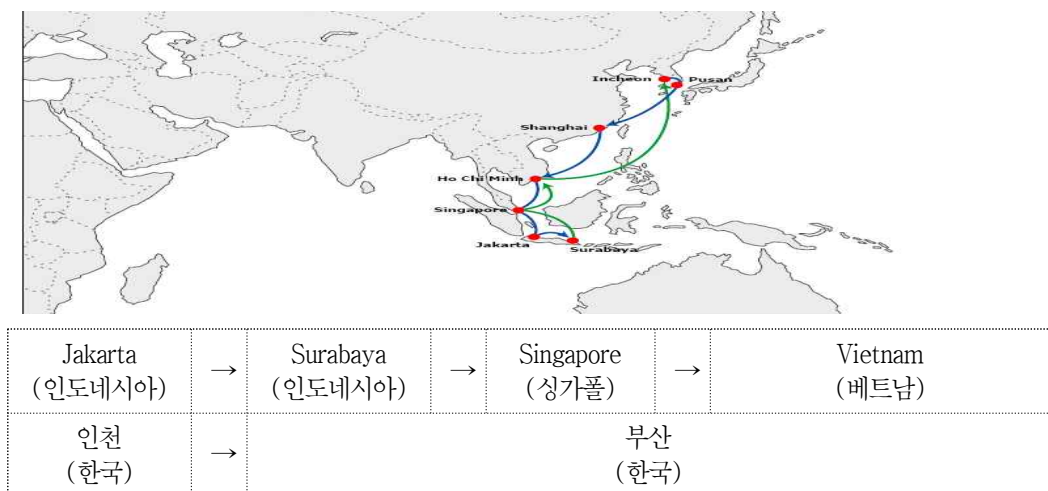 Incheon
Pusan
Shanghai
Ho Chi Minh
Singapore
Jakarta
Surabaya
Jakarta → Surabaya → Singapore → Vietnam
(인도네시아) (인도네시아) (싱가폴) (베트남)
인천 → 부산
(한국) (한국)